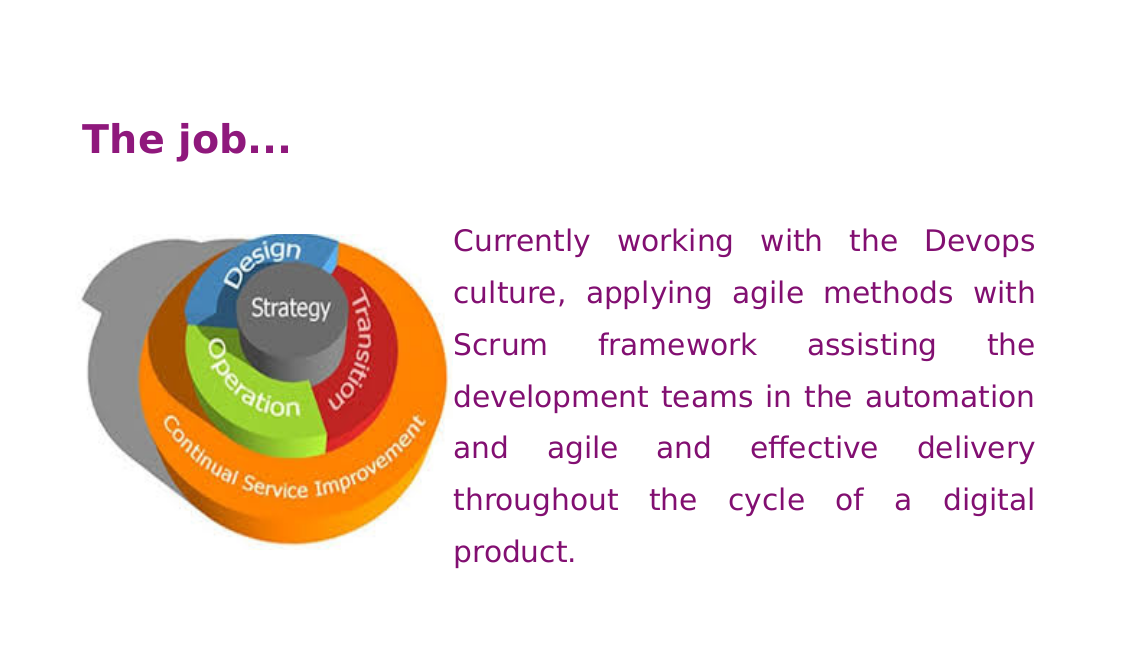 The job...
Design
Strategy
Transition
Operation
Continual Service Improvement
Currently working with the Devops
culture, applying agile methods with
Scrum framework assisting the
development teams in the automation
and agile and effective delivery
throughout the cycle of a digital
product.